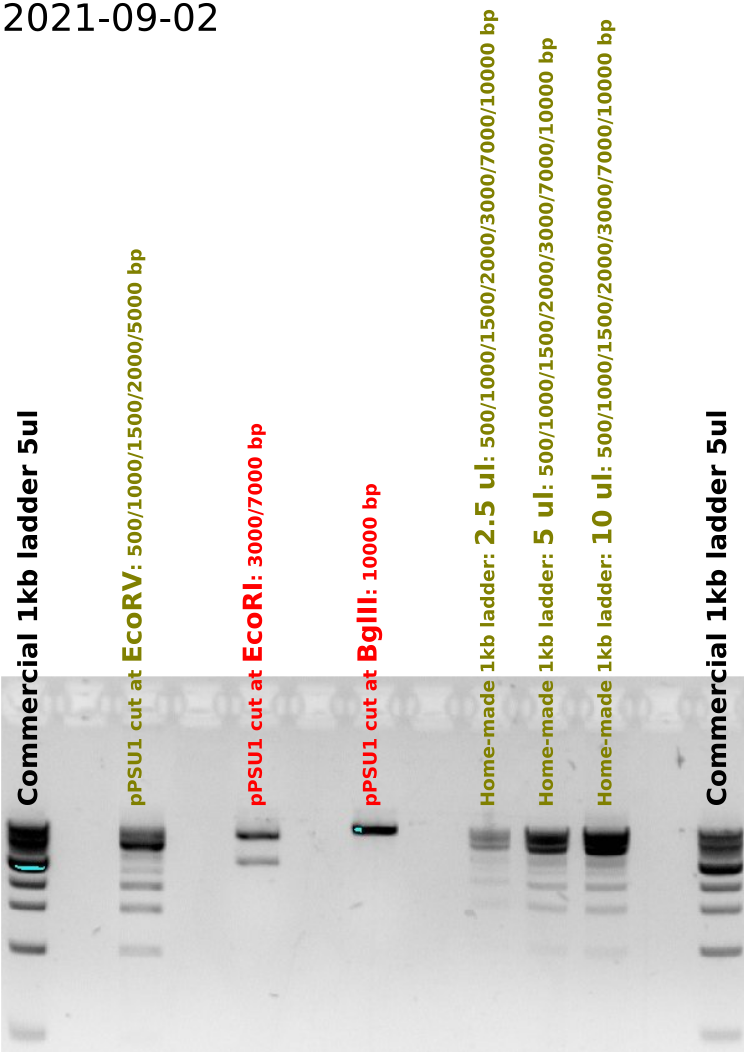 2021-09-02
Commercial 1kb ladder 5ul
pPSU1 cut at EcoRV: 500/1000/1500/2000/5000 bp
pPSU1 cut at EcoRI: 3000/7000 bp
pPSU1 cut at BglII: 10000 bp
Home-made 1kb ladder: 2.5 ul: 500/1000/1500/2000/3000/7000/10000 bp
Home-made 1kb ladder: 5 ul: 500/1000/1500/2000/3000/7000/10000 bp
Home-made 1kb ladder: 10 ul: 500/1000/1500/2000/3000/7000/10000 bp
Commercial 1kb ladder 5ul